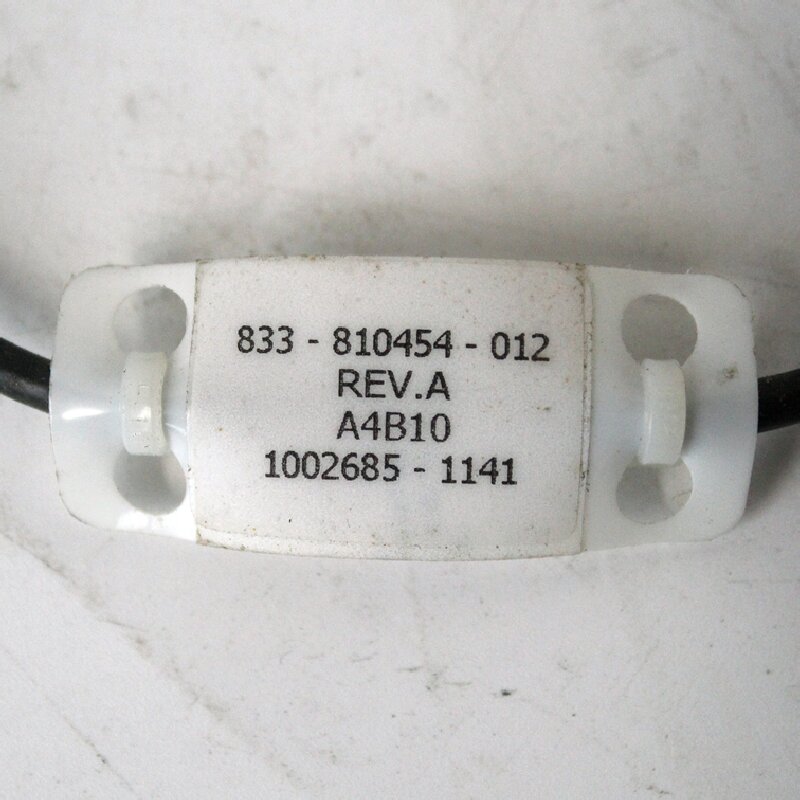 833 - 810454 - 012
REV.A
A4B10
1002685 - 1141